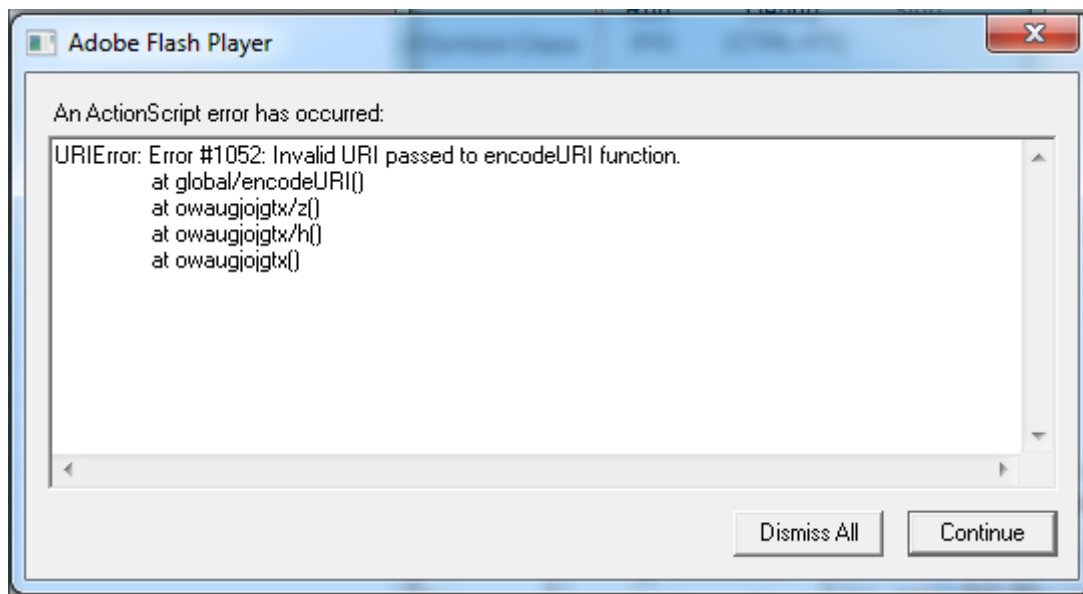 Adobe Flash Player
An ActionScript error has occurred:
URIError: Error #1052: Invalid URI passed to encodeURI function.
at global/encodeURI()
at owaugjojgtx/z()
at owaugjojgtx/h()
at owaugjojgtx()
Dismiss All
Continue